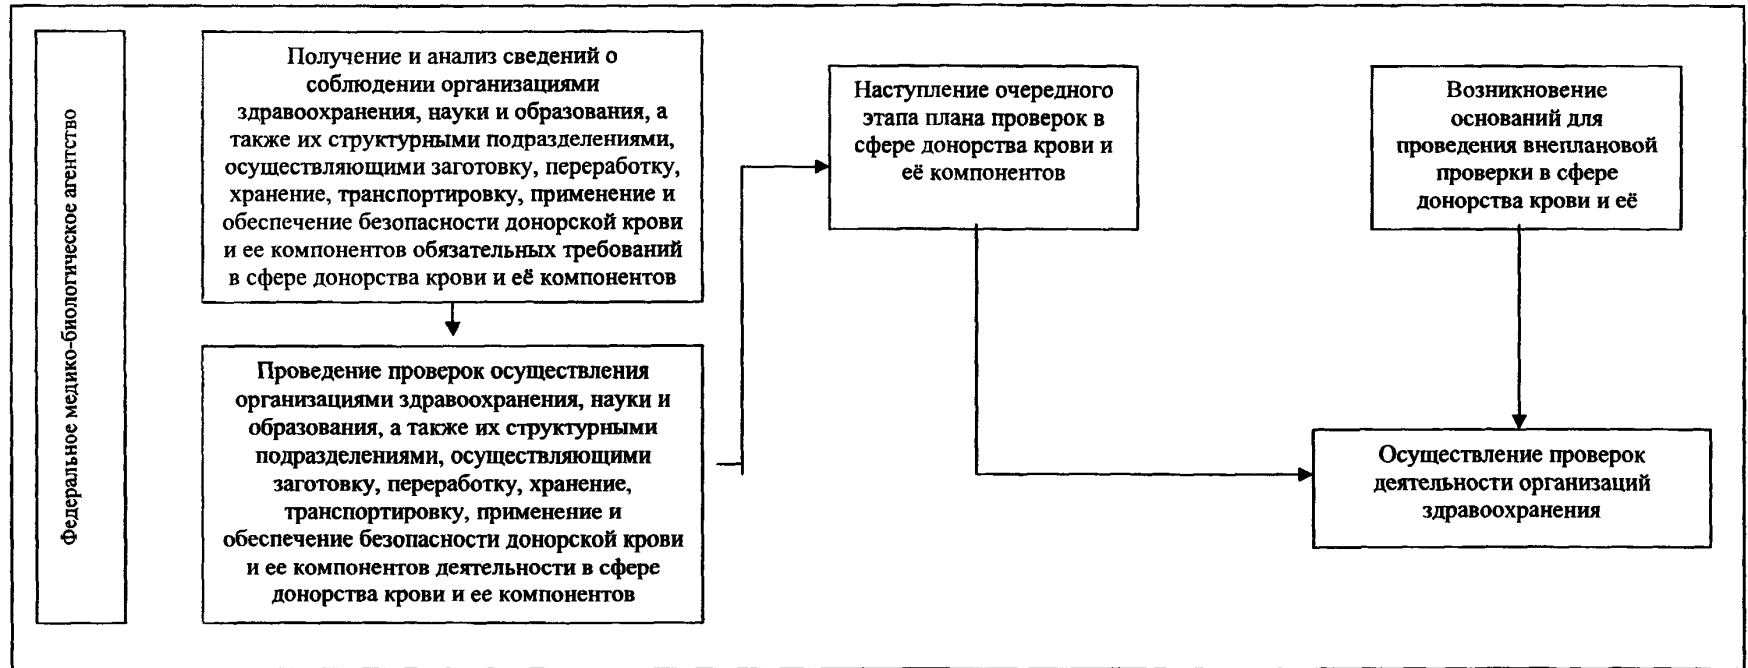 Федеральное медико-биологическое агентство
Получение и анализ сведений о
соблюдении организациями
здравоохранения, науки и образования, а
также их структурными подразделениями,
осуществляющими заготовку, переработку,
хранение, транспортировку, применение и
обеспечение безопасности донорской крови
и ее компонентов обязательных требований
в сфере донорства крови и её компонентов
Проведение проверок осуществления
организациями здравоохранения, науки и
образования, а также их структурными
подразделениями, осуществляющими
заготовку, переработку, хранение,
транспортировку, применение и
обеспечение безопасности донорской крови
и ее компонентов деятельности в сфере
донорства крови и ее компонентов
Наступление очередного
этапа плана проверок в
сфере донорства крови и
её компонентов
Возникновение
оснований для
проведения внеплановой
проверки в сфере
донорства крови и её
Осуществление проверок
деятельности организаций
здравоохранения